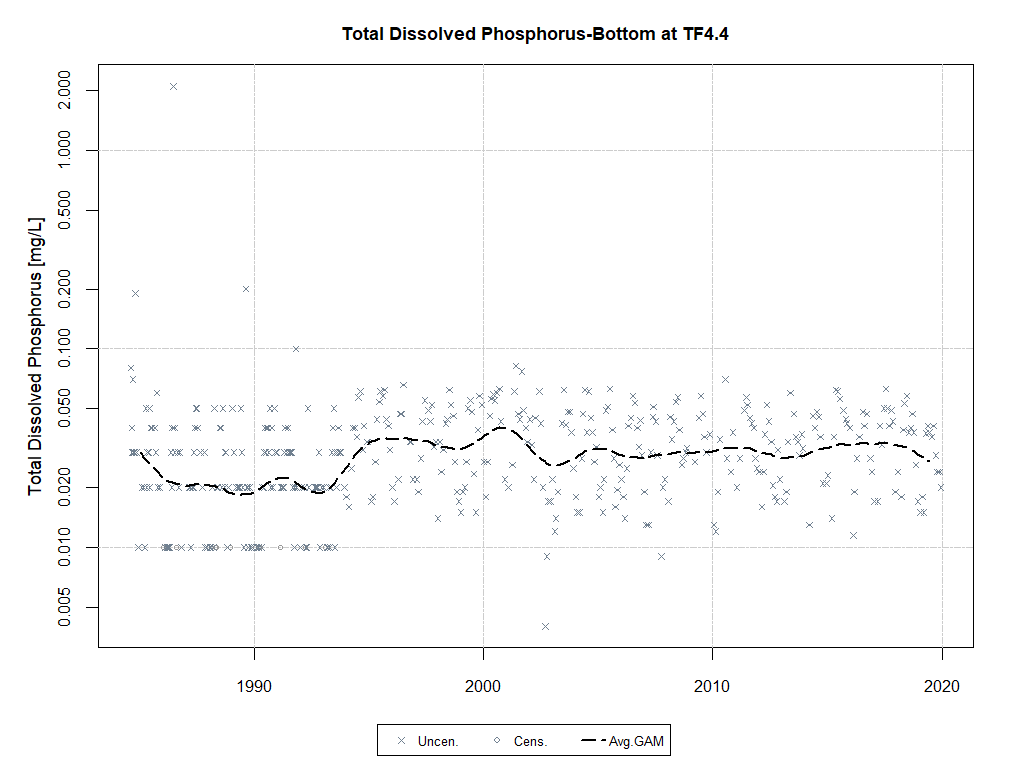 Total Dissolved Phosphorus-Bottom at TF4.4
Total Dissolved Phosphorus [mg/L]
2.000
1.000
0.500
0.200
0.100
0.050
0.020
0.010
0.005
1990 2000 2010 2020
Uncen. Cens. Avg.GAM